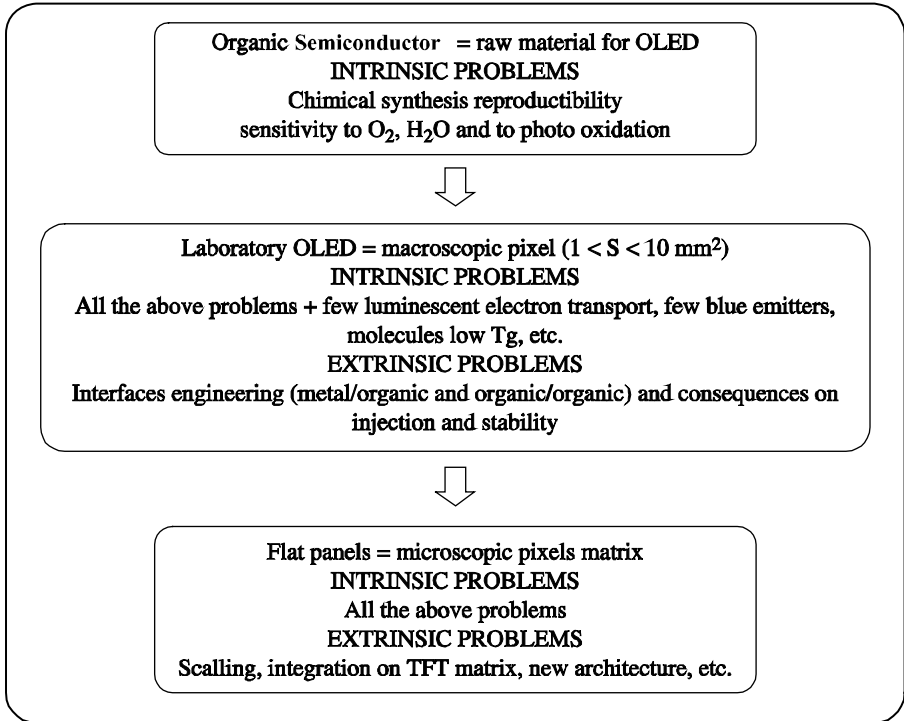 Organic Semiconductor = raw material for OLED
INTRINSIC PROBLEMS
Chimical synthesis reproductibility
sensitivity to O₂, H₂O and to photo oxidation
Laboratory OLED = macroscopic pixel (1 < S < 10 mm²)
INTRINSIC PROBLEMS
All the above problems + few luminescent electron transport, few blue emitters,
molecules low Tg, etc.
EXTRINSIC PROBLEMS
Interfaces engineering (metal/organic and organic/organic) and consequences on
injection and stability
Flat panels = microscopic pixels matrix
INTRINSIC PROBLEMS
All the above problems
EXTRINSIC PROBLEMS
Scalling, integration on TFT matrix, new architecture, etc.